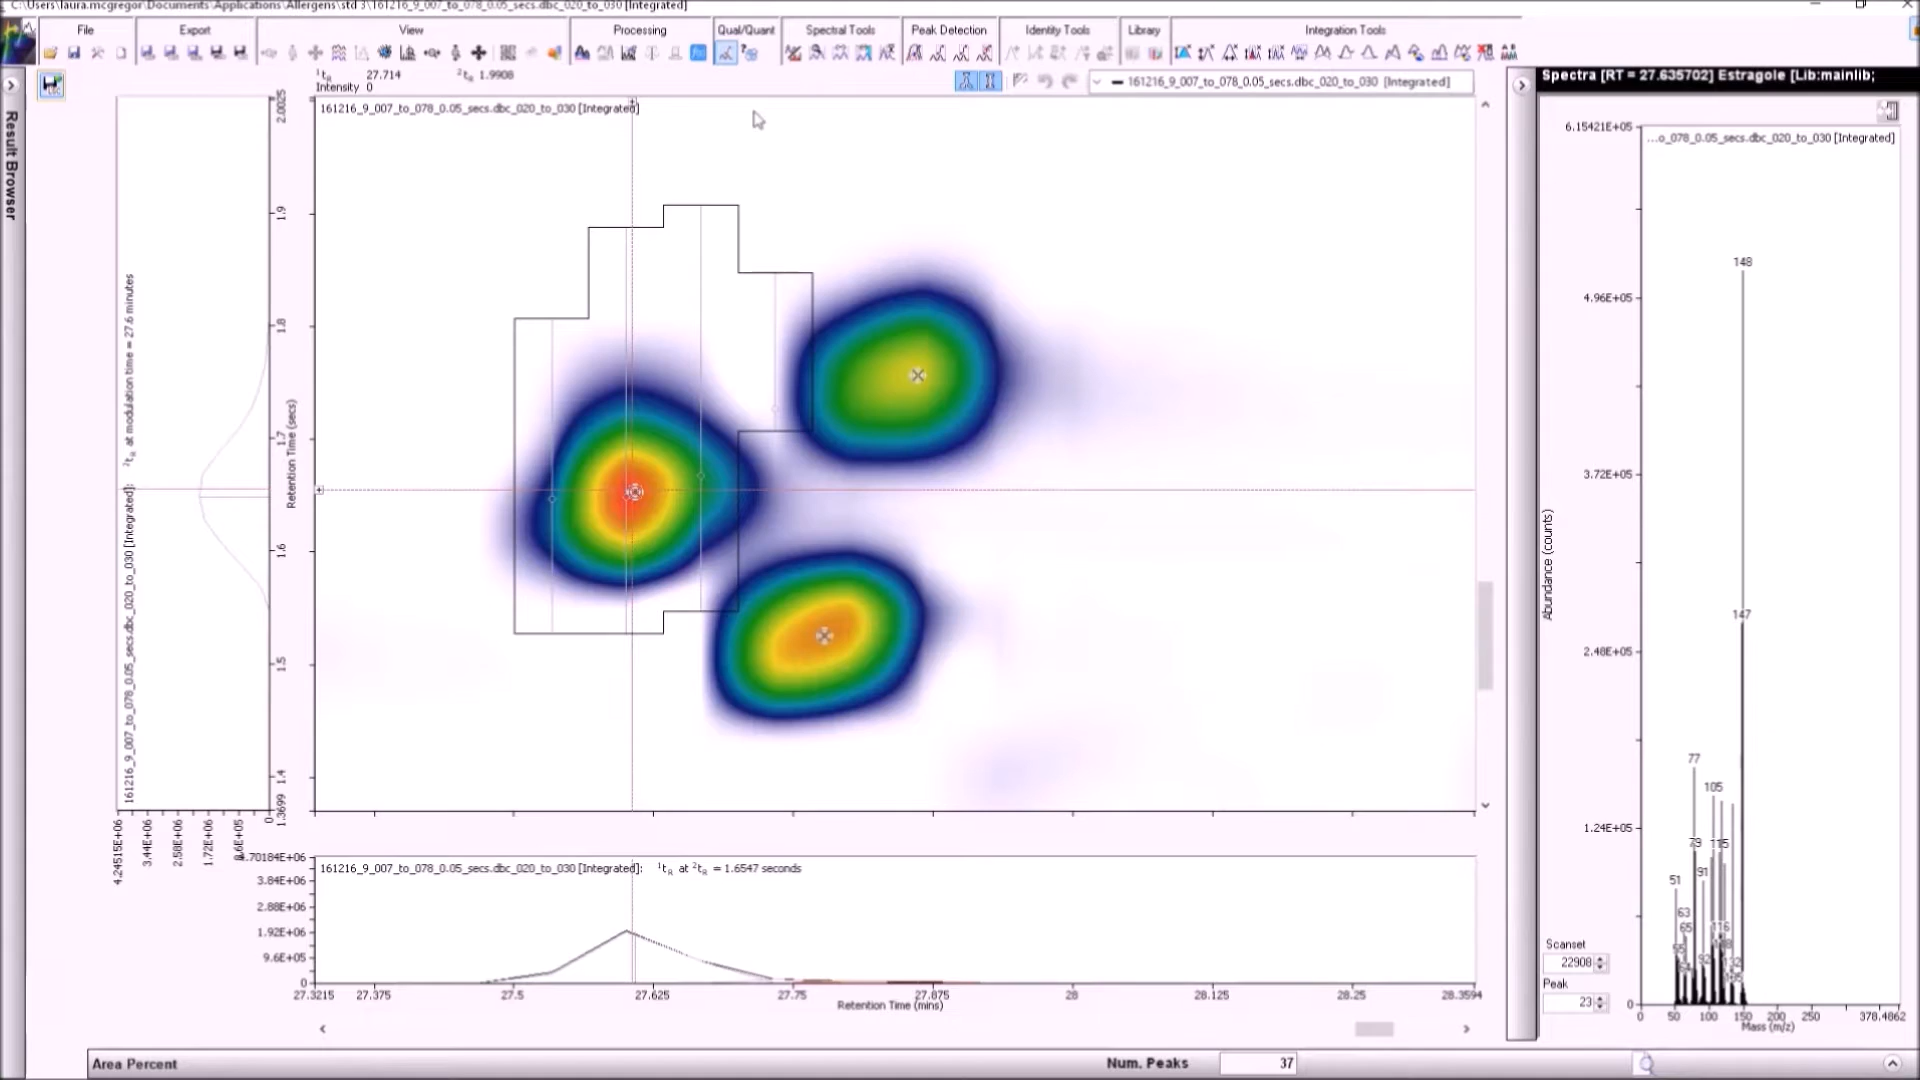 C:\Users\laura.mcgregor\Documents\Applications\Allergens\std 3\161216_9_007_to_078_0.05_secs.dbc_020_to_030 [Integrated]
File Export View Processing Qual/Quant Spectral Tools Peak Detection Identity Tools Library Integration Tools
¹tR 27.714 ²tR 1.9908
Intensity 0
161216_9_007_to_078_0.05_secs.dbc_020_to_030 [Integrated]
Spectra [RT = 27.635702] Estragole [Lib:mainlib;
Result Browser
161216_9_007_to_078_0.05_secs.dbc_020_to_030 [Integrated]
161216_9_007_to_078_0.05_secs.dbc_020_to_030 [Integrated]: ²tR at modulation time = 27.6 minutes
4.24515E+06
3.44E+06
2.58E+06
1.72E+06
0
2.0025
1.9
1.8
1.7
1.6
1.5
1.4
1.3699
Retention Time (secs)
161216_9_007_to_078_0.05_secs.dbc_020_to_030 [Integrated]: ¹tR at ²tR = 1.6547 seconds
3.84E+06
2.88E+06
1.92E+06
9.6E+05
0
27.3215 27.375 27.5 27.625 27.75 27.875 28 28.125 28.25 28.3594
Retention Time (mins)
...o_078_0.05_secs.dbc_020_to_030 [Integrated]
6.15421E+05
4.96E+05
3.72E+05
2.48E+05
1.24E+05
0
Abundance (counts)
148
147
77
105
79
115
91
51
63
65
116
92
132
Scanset
22908
Peak
23
0 50 100 150 200 250 378.4862
Mass (m/z)
Area Percent
Num. Peaks 37